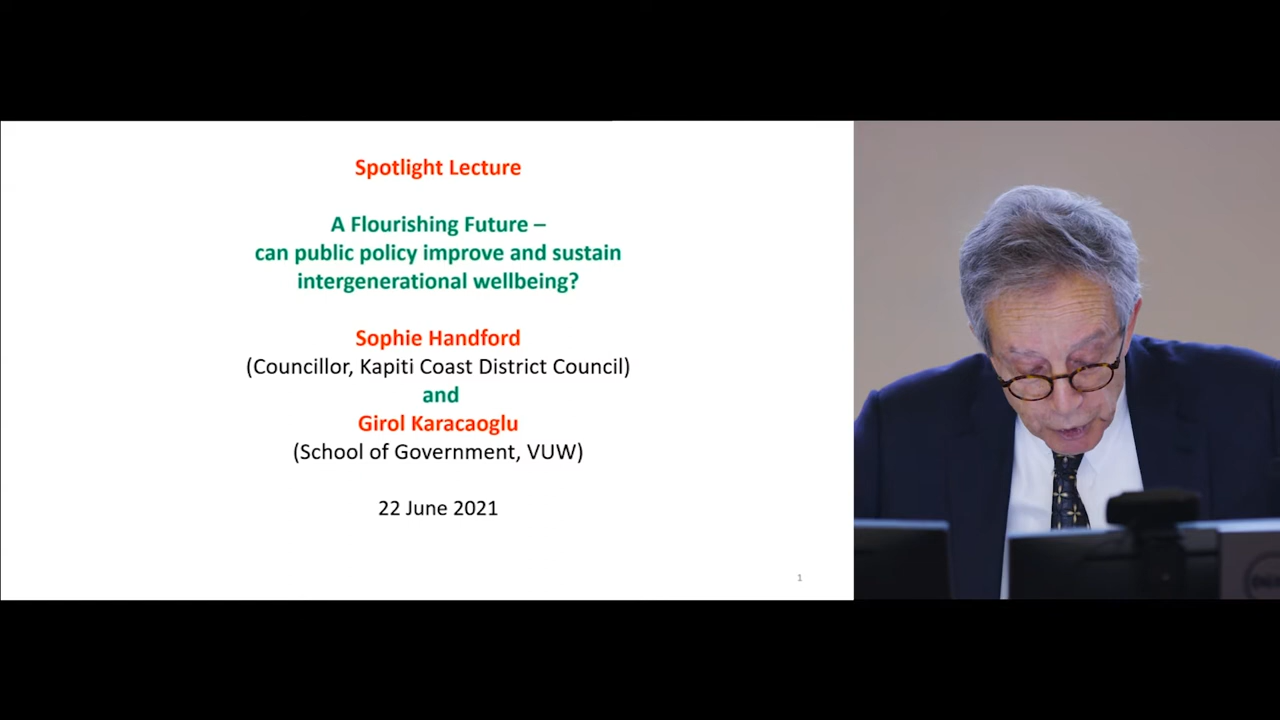 Spotlight Lecture
A Flourishing Future –
can public policy improve and sustain
intergenerational wellbeing?
Sophie Handford
(Councillor, Kapiti Coast District Council)
and
Girol Karacaoglu
(School of Government, VUW)
22 June 2021
1
DELL